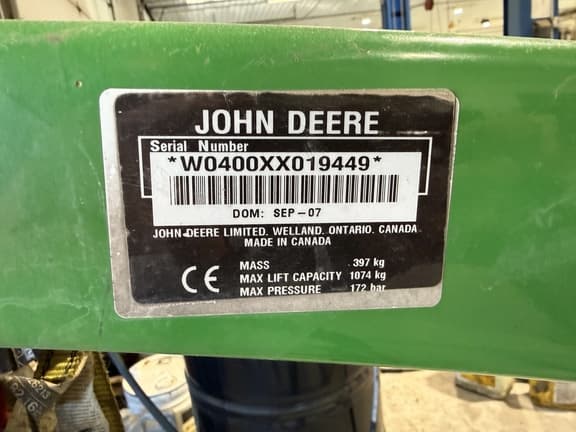 JOHN DEERE
Serial Number
*W0400XX019449*
DOM: SEP-07
JOHN DEERE LIMITED. WELLAND. ONTARIO. CANADA
MADE IN CANADA
CE
MASS 397 kg
MAX LIFT CAPACITY 1074 kg
MAX PRESSURE 172 bar